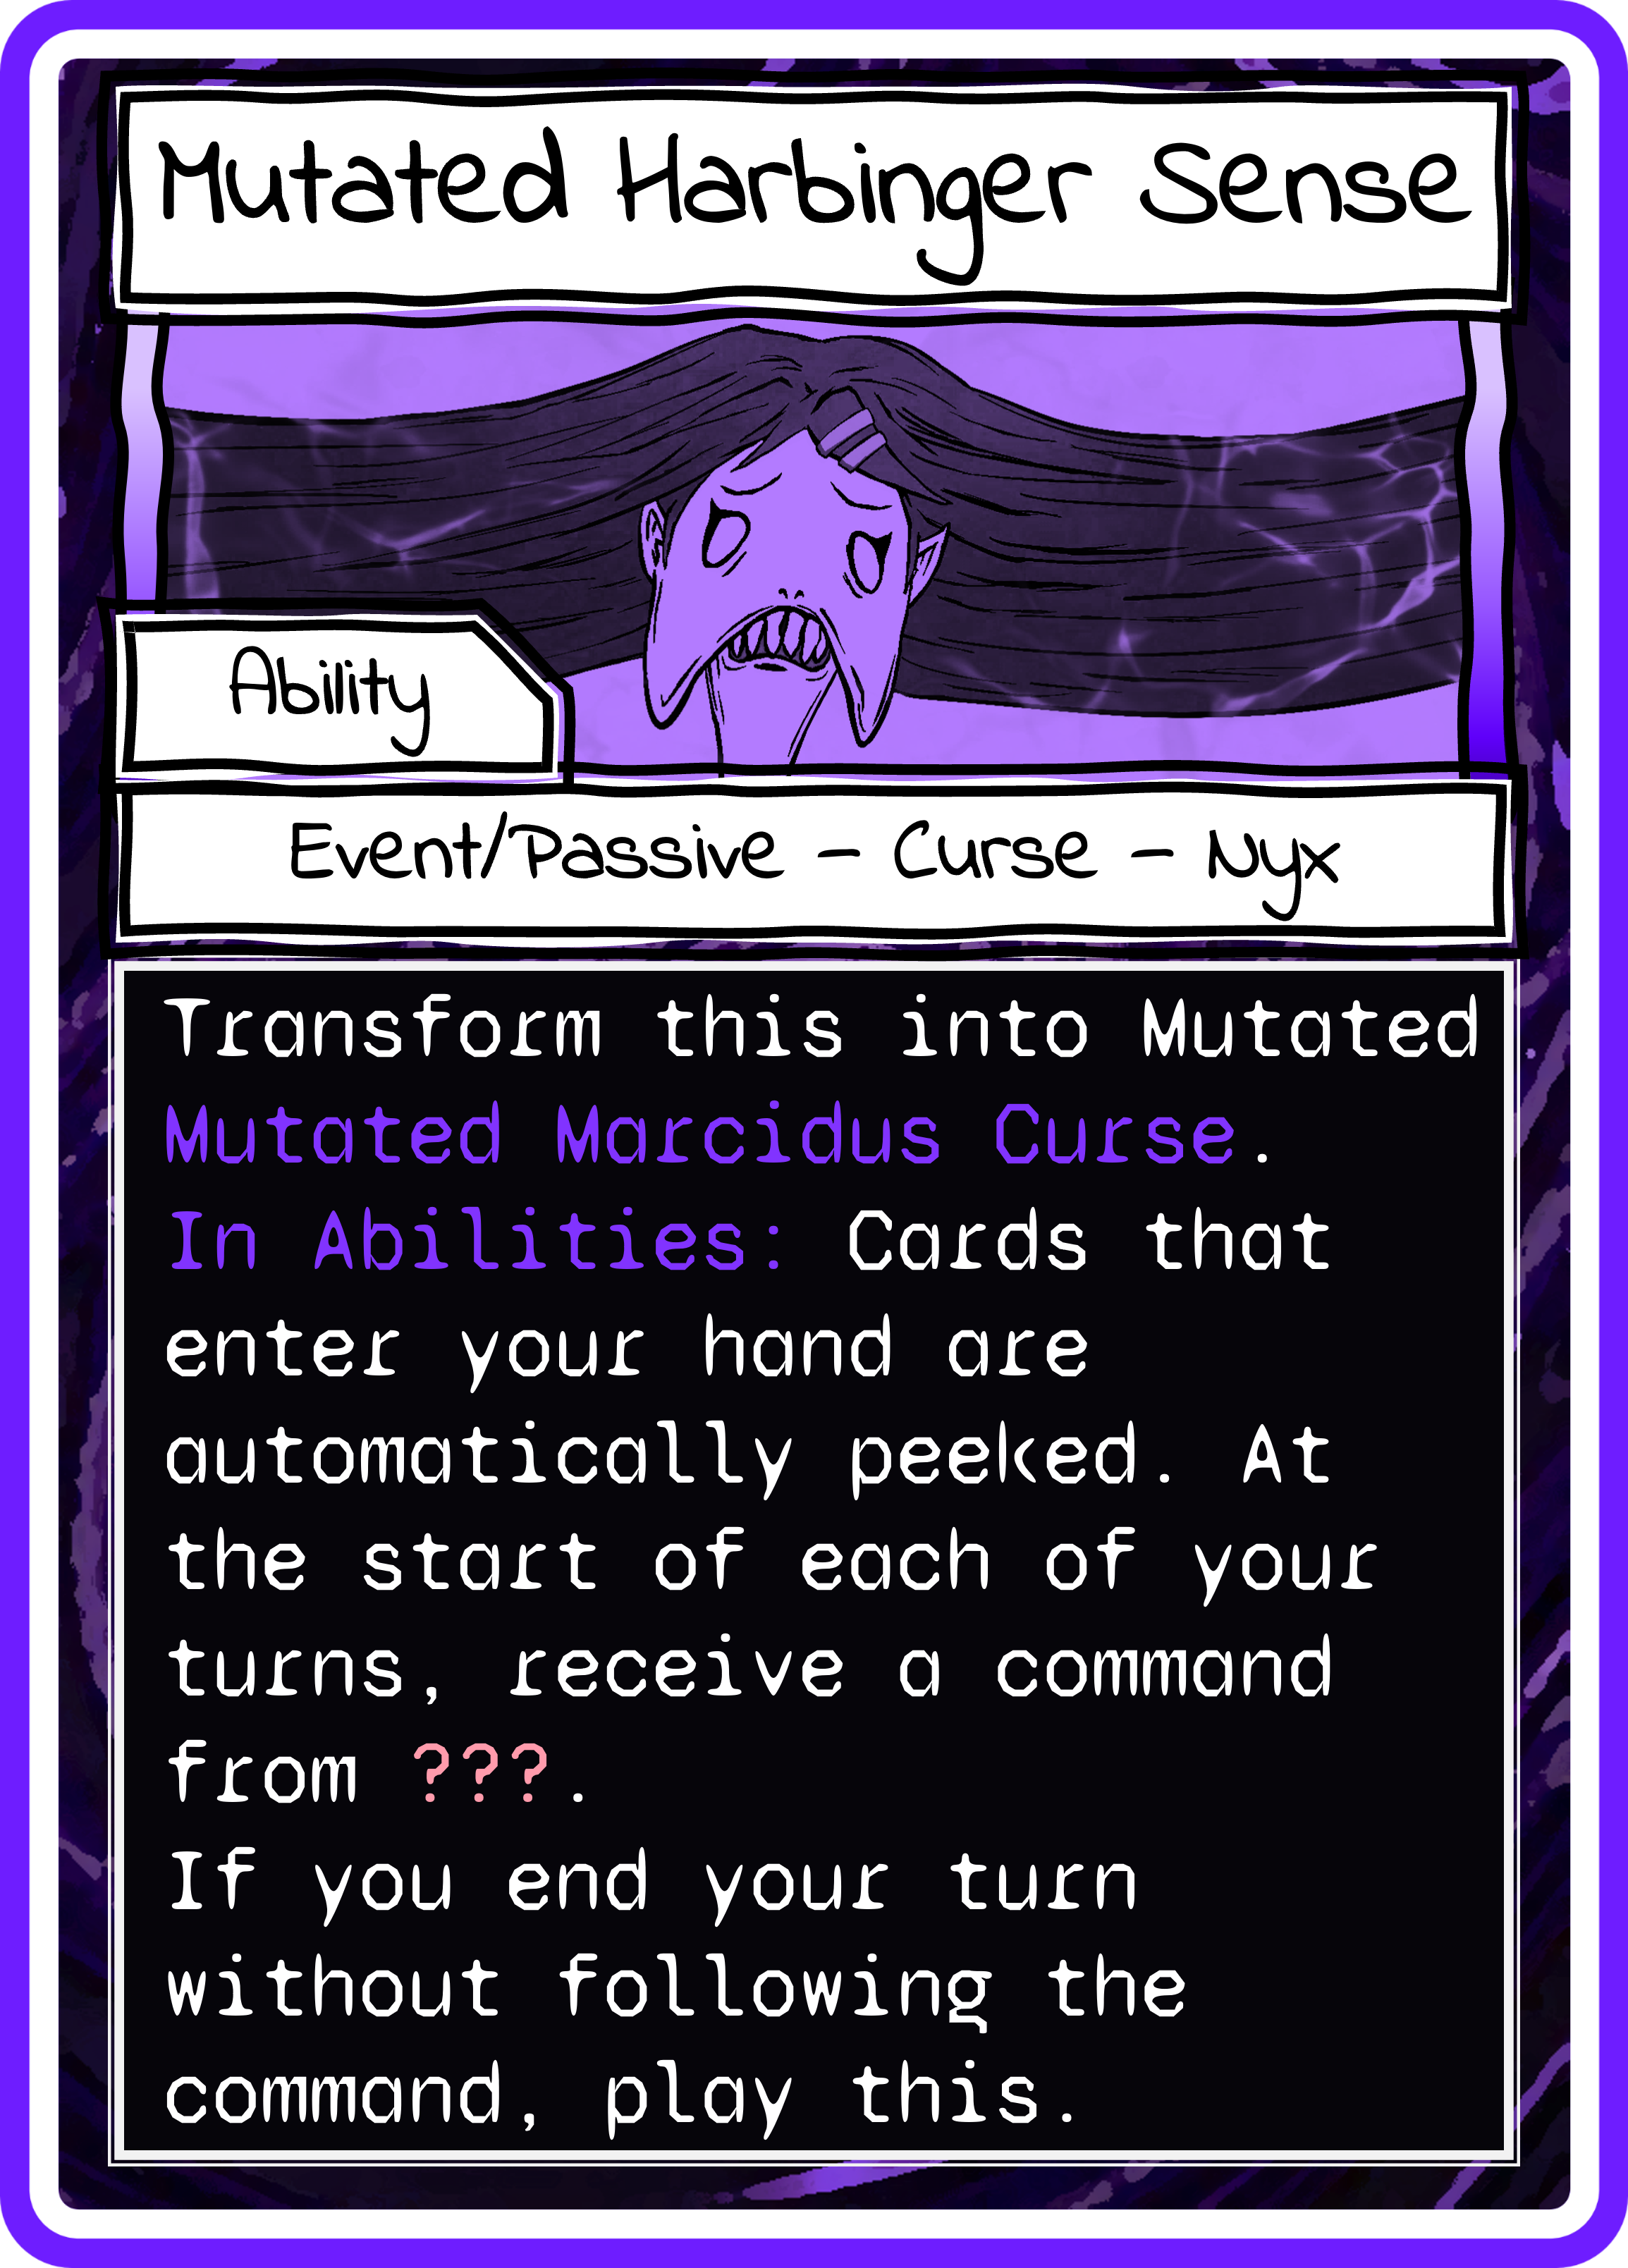 Mutated Harbinger Sense
Ability
Event/Passive - Curse - Nyx
Transform this into Mutated
Mutated Marcidus Curse.
In Abilities: Cards that
enter your hand are
automatically peeked. At
the start of each of your
turns, receive a command
from ???.
If you end your turn
without following the
command, play this.